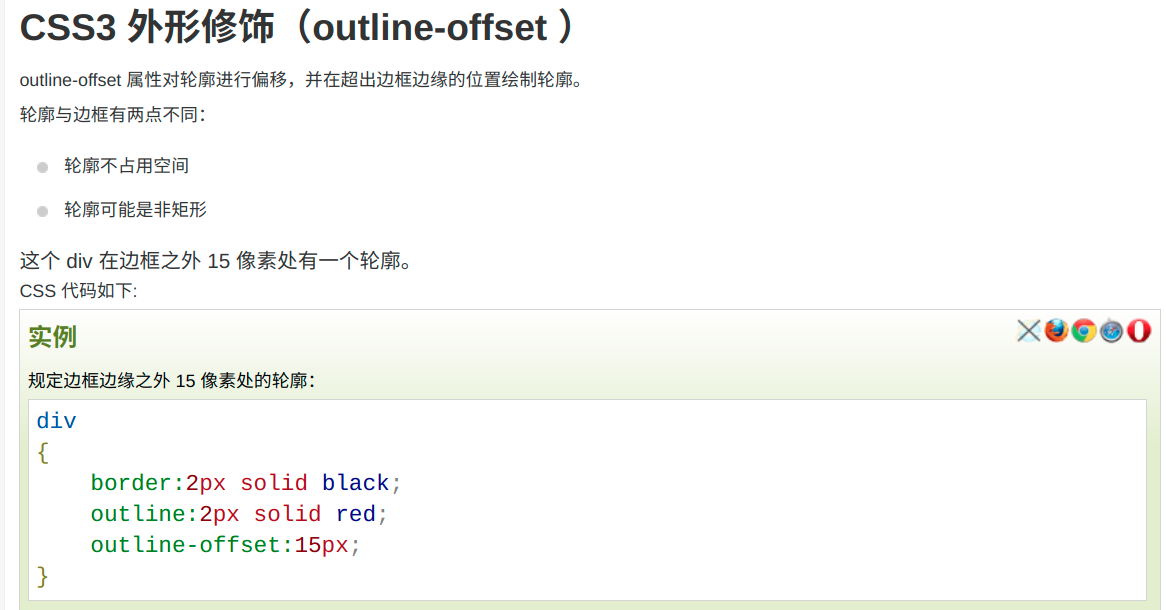 CSS3 外形修饰（outline-offset ）
outline-offset 属性对轮廓进行偏移，并在超出边框边缘的位置绘制轮廓。
轮廓与边框有两点不同：
轮廓不占用空间
轮廓可能是非矩形
这个 div 在边框之外 15 像素处有一个轮廓。
CSS 代码如下:
实例
规定边框边缘之外 15 像素处的轮廓：
div
{
border:2px solid black;
outline:2px solid red;
outline-offset:15px;
}